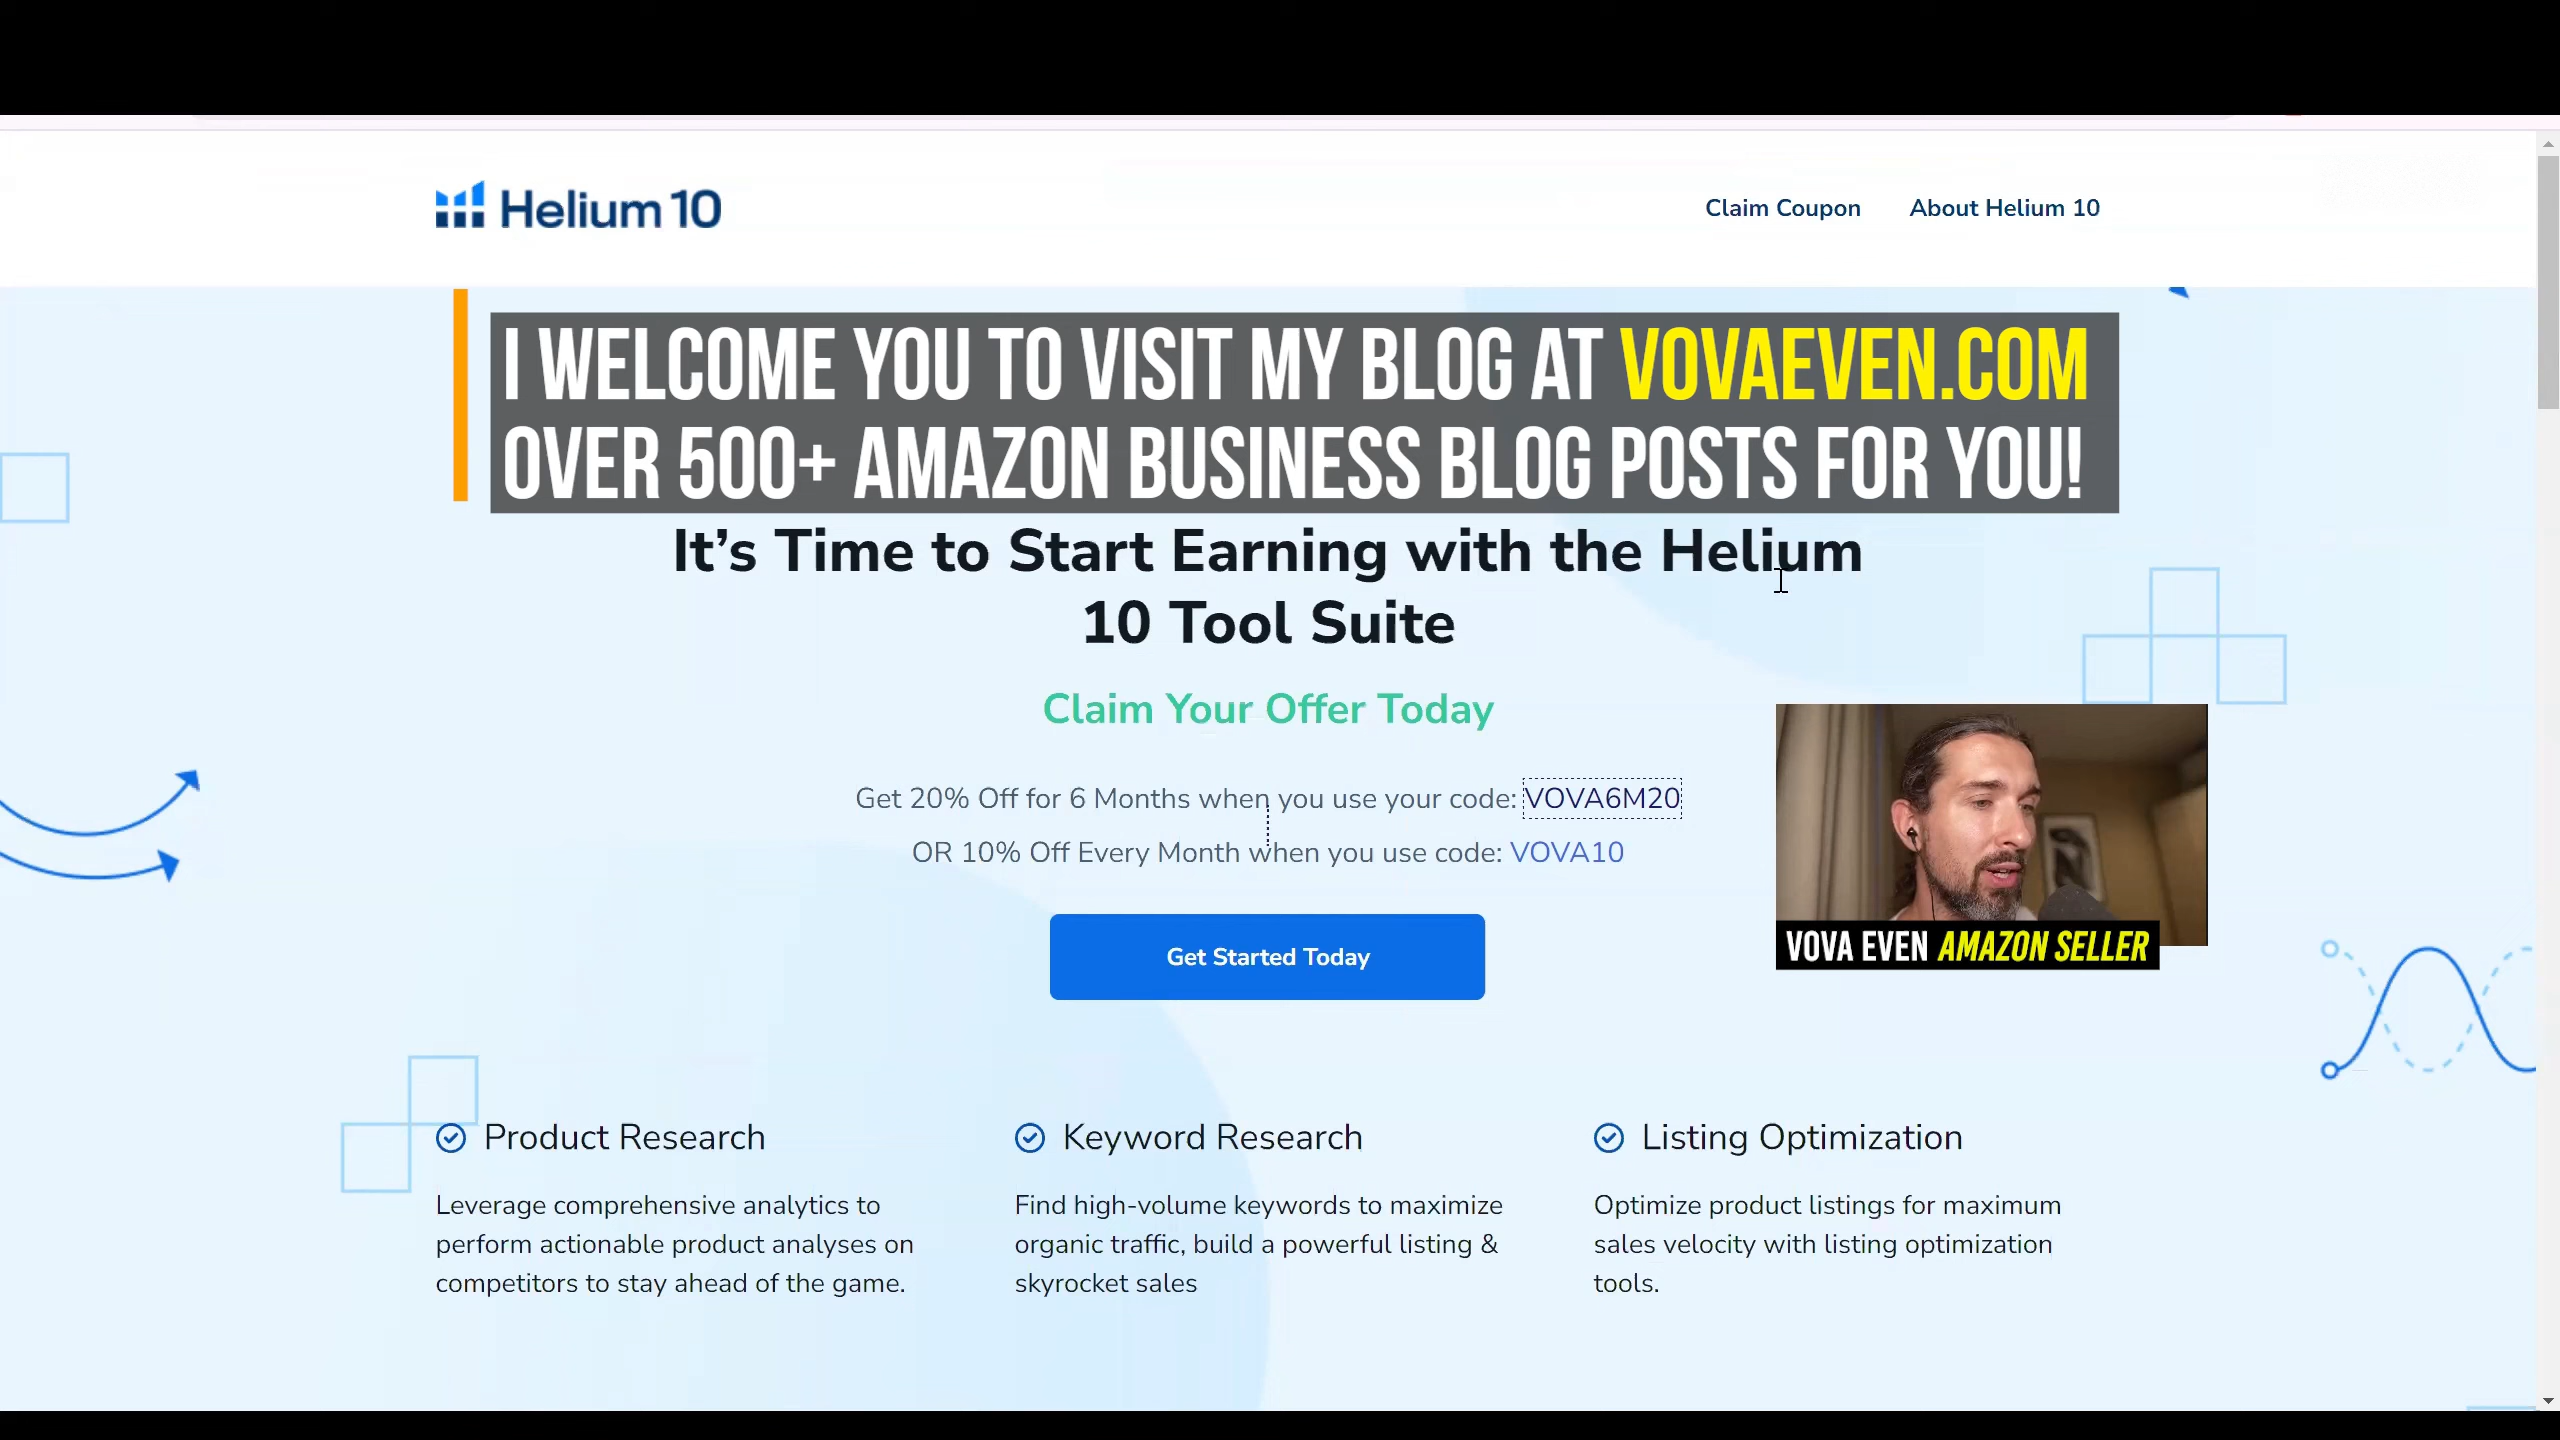 Helium 10
Claim Coupon
About Helium 10
I WELCOME YOU TO VISIT MY BLOG AT VOVAEVEN.COM
OVER 500+ AMAZON BUSINESS BLOG POSTS FOR YOU!
It’s Time to Start Earning with the Helium
10 Tool Suite
Claim Your Offer Today
Get 20% Off for 6 Months when you use your code: VOVA6M20
OR 10% Off Every Month when you use code: VOVA10
Get Started Today
VOVA EVEN AMAZON SELLER
Product Research
Leverage comprehensive analytics to
perform actionable product analyses on
competitors to stay ahead of the game.
Keyword Research
Find high-volume keywords to maximize
organic traffic, build a powerful listing &
skyrocket sales
Listing Optimization
Optimize product listings for maximum
sales velocity with listing optimization
tools.